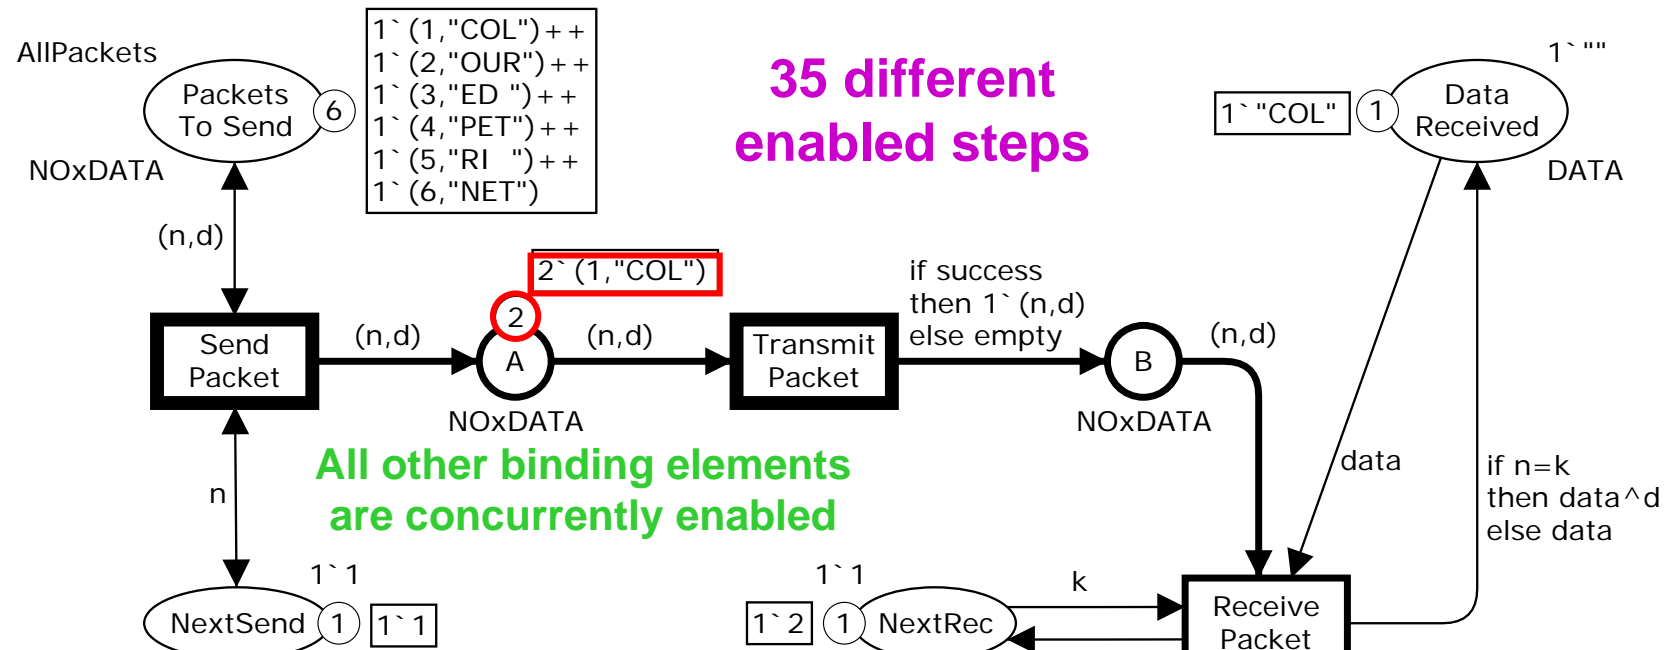 AllPackets
Packets
To Send
6
NOxDATA
1`(1,"COL")++
1`(2,"OUR")++
1`(3,"ED ")++
1`(4,"PET")++
1`(5,"RI  ")++
1`(6,"NET")
35 different
enabled steps
1`""
1`"COL"
1
Data
Received
DATA
(n,d)
2`(1,"COL")
2
if success
then 1`(n,d)
else empty
Send
Packet
(n,d)
A
NOxDATA
(n,d)
Transmit
Packet
B
NOxDATA
(n,d)
All other binding elements
are concurrently enabled
n
data
if n=k
then data^d
else data
1`1
NextSend
1
1`1
1`1
1`2
1
NextRec
k
Receive
Packet